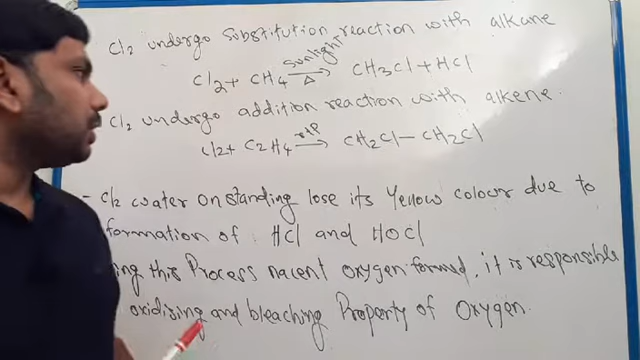 Cl2 undergo substitution reaction with alkane
Cl2 + CH4 sunlight → Δ CH3Cl + HCl
Cl2 undergo addition reaction with alkene
Cl2 + C2H4 → CH2Cl — CH2Cl
- Cl2 water on standing lose its Yellow colour due to
formation of HCl and HOCl
ing this Process nacent oxygen formed, it is responsible
oxidising and bleaching Property of Oxygen